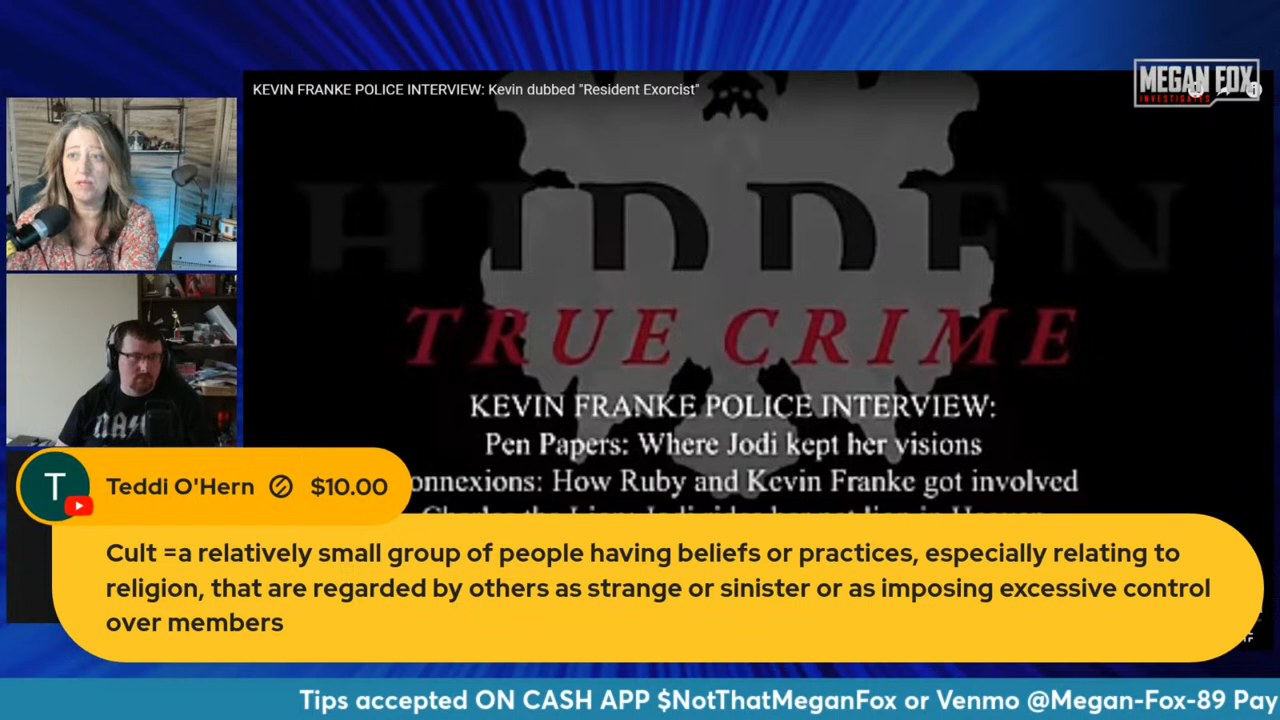 KEVIN FRANKE POLICE INTERVIEW: Kevin dubbed "Resident Exorcist"
MEGAN FOX
INVESTIGATES
HIDDEN
TRUE CRIME
KEVIN FRANKE POLICE INTERVIEW:
Pen Papers: Where Jodi kept her visions
onnexions: How Ruby and Kevin Franke got involved
T
Teddi O'Hern $10.00
Cult =a relatively small group of people having beliefs or practices, especially relating to
religion, that are regarded by others as strange or sinister or as imposing excessive control
over members
Tips accepted ON CASH APP $NotThatMeganFox or Venmo @Megan-Fox-89 Pay